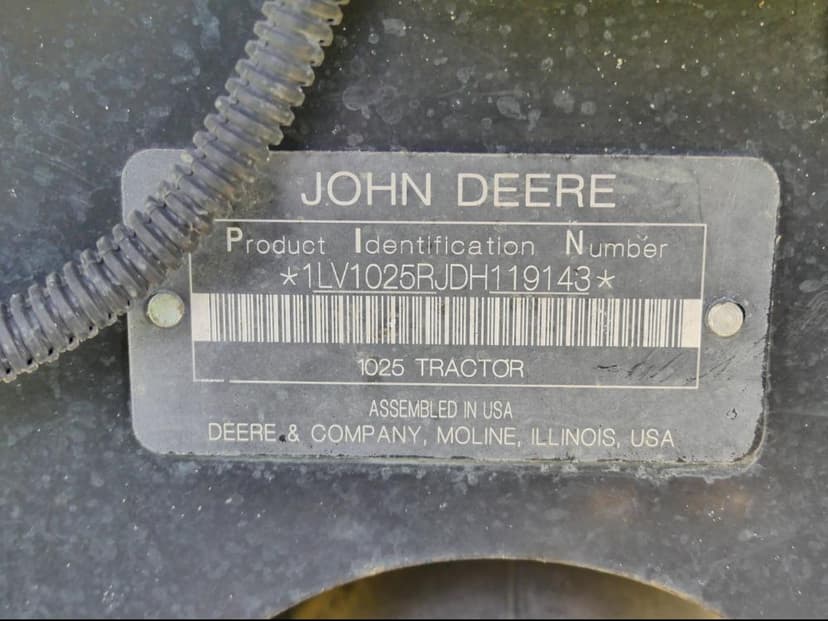 JOHN DEERE
Product Identification Number
*1LV1025RJDH119143*
1025 TRACTOR
ASSEMBLED IN USA
DEERE & COMPANY, MOLINE, ILLINOIS, USA